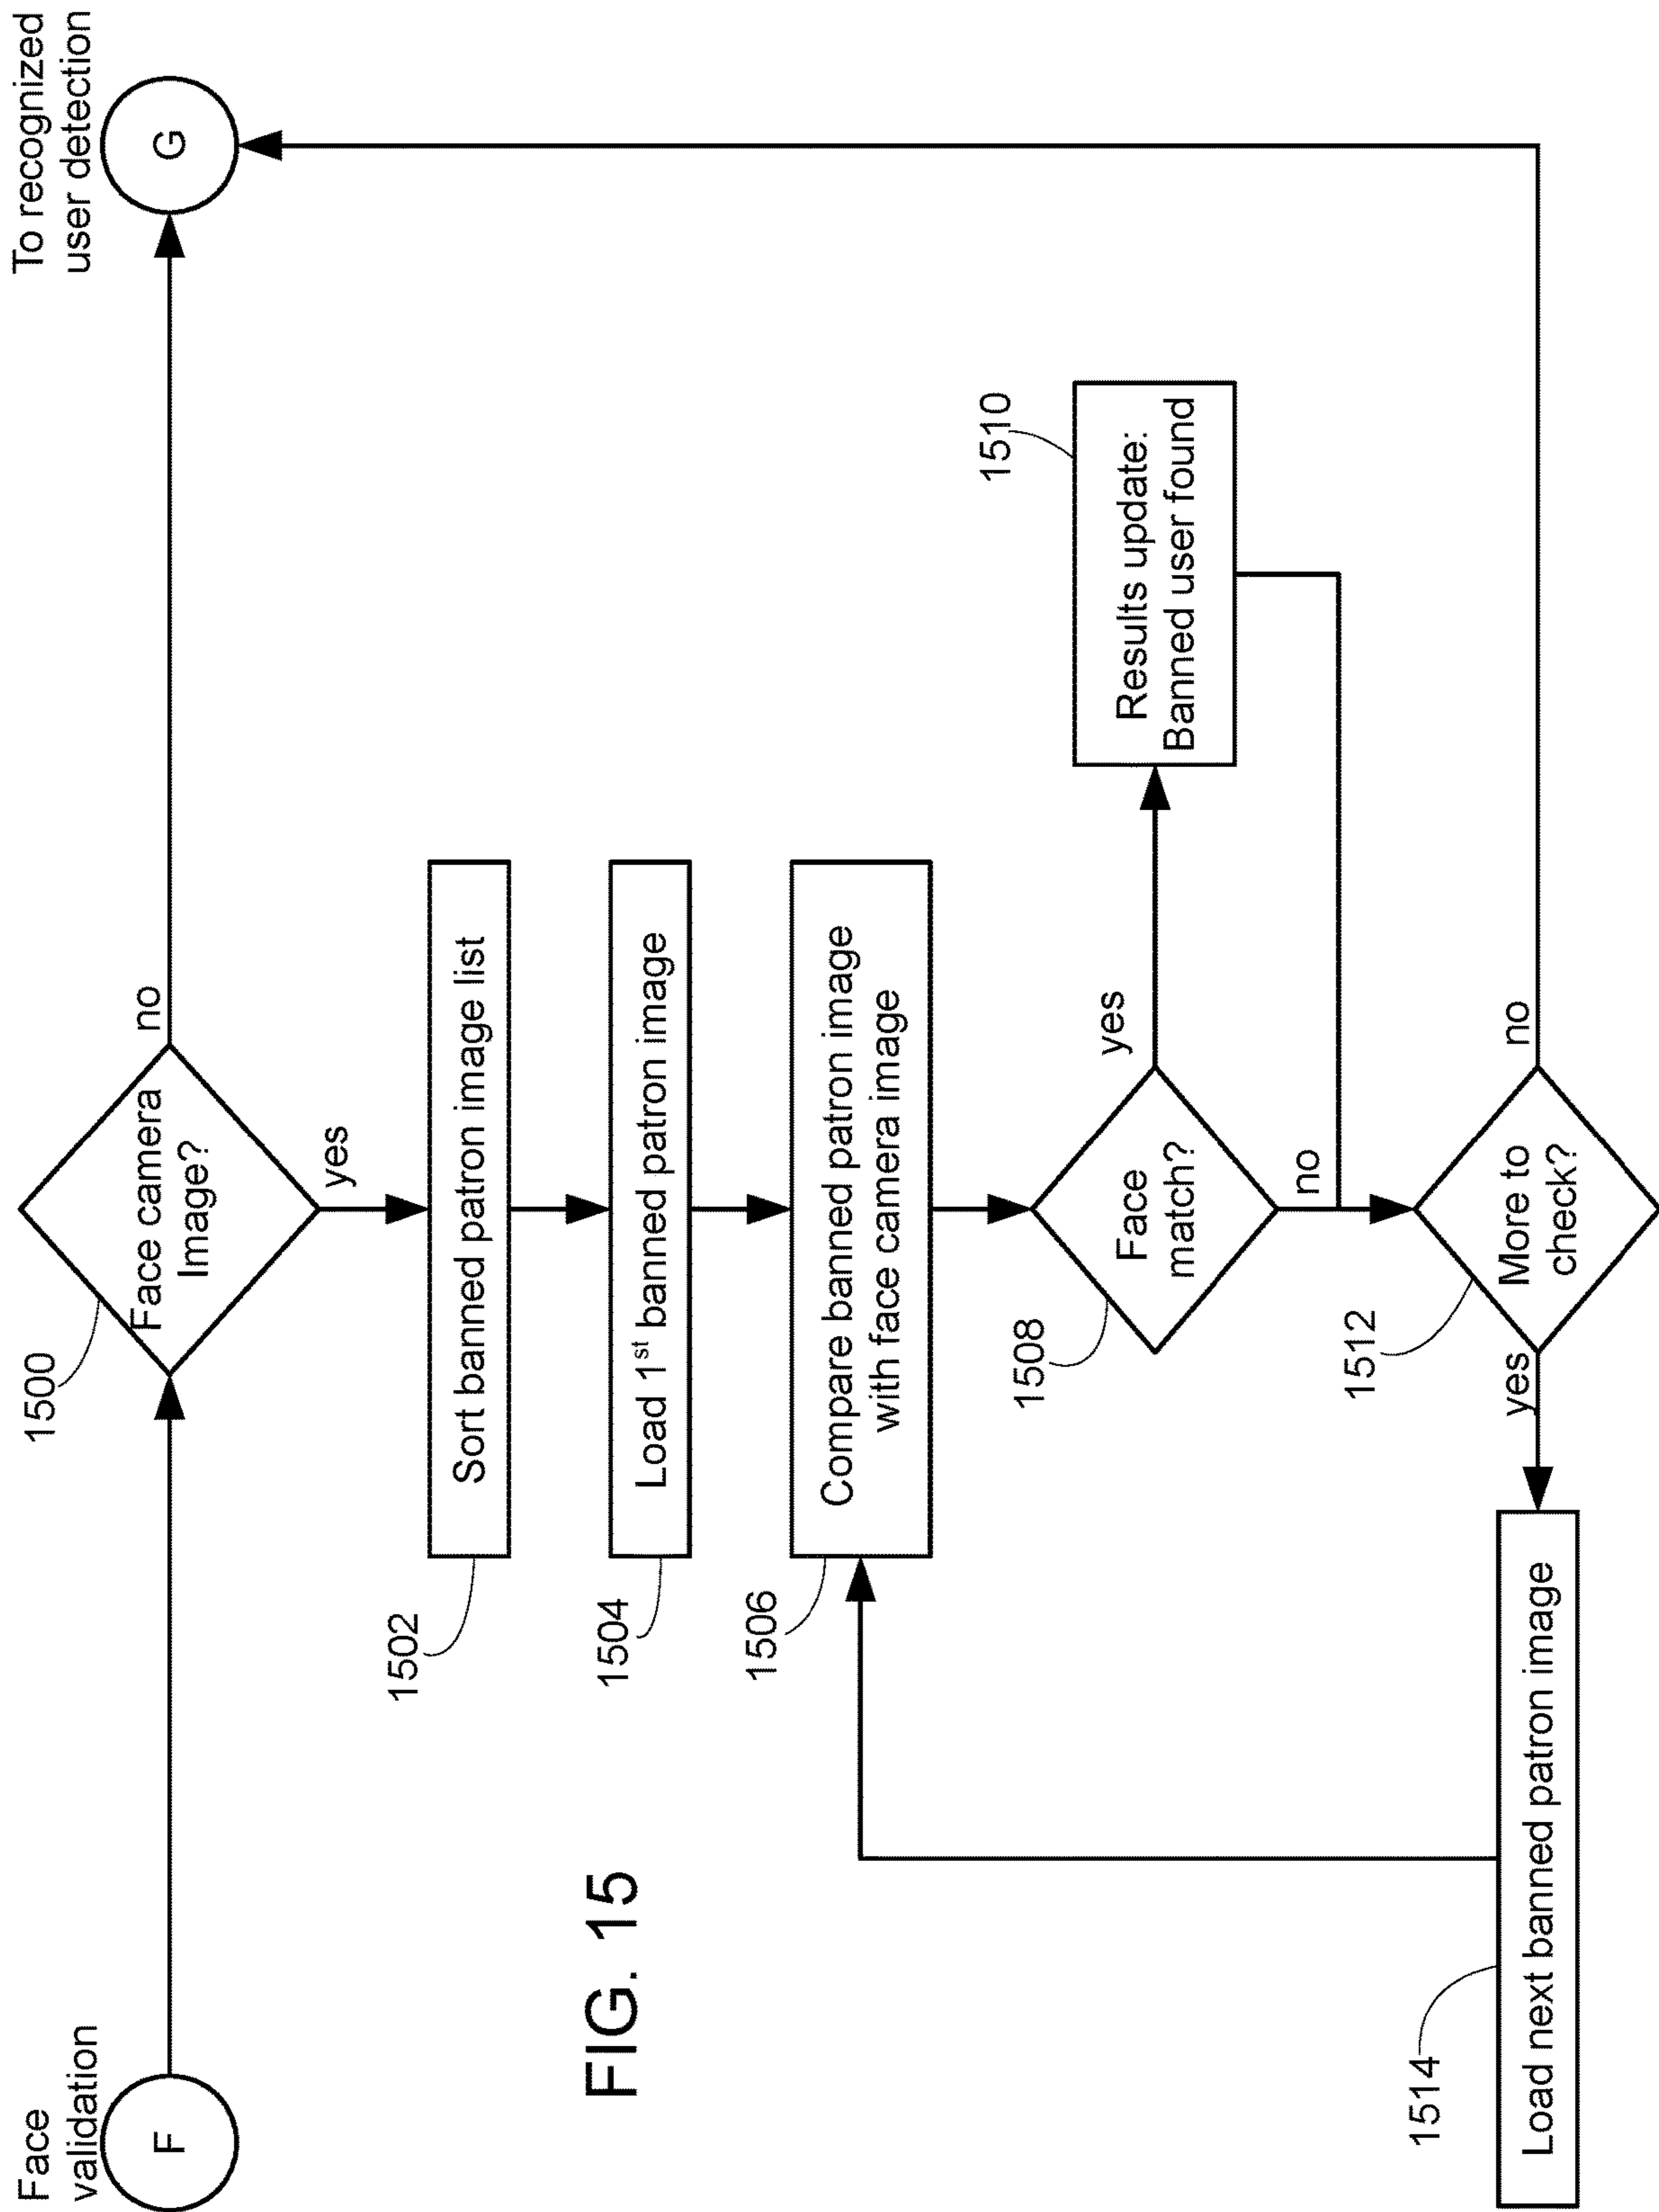 Face
validation
F
1500
Face camera
Image?
no
yes
To recognized
user detection
G
1502
Sort banned patron image list
1504
Load 1st banned patron image
1506
Compare banned patron image
with face camera image
1508
Face
match?
yes
no
1510
Results update:
Banned user found
1512
More to
check?
yes
no
1514
Load next banned patron image
FIG. 15